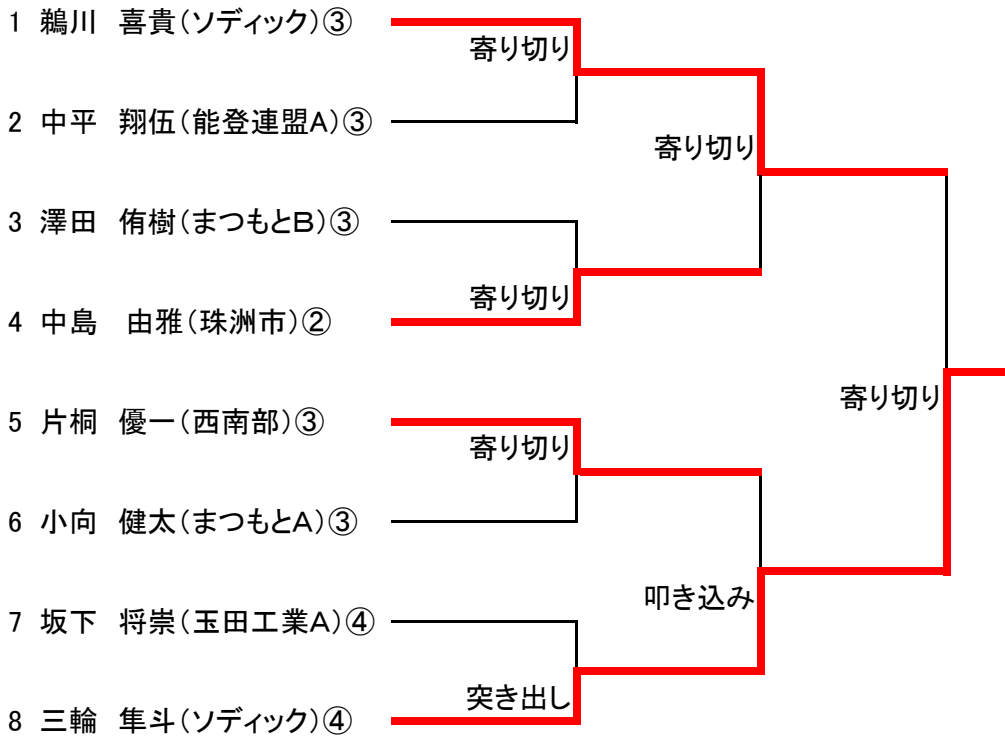 1 鵜川 喜貴(ソディック)③
寄り切り
2 中平 翔伍(能登連盟A)③
寄り切り
3 澤田 侑樹(まつもとB)③
寄り切り
4 中島 由雅(珠洲市)②
寄り切り
5 片桐 優一(西南部)③
寄り切り
6 小向 健太(まつもとA)③
叩き込み
7 坂下 将崇(玉田工業A)④
突き出し
8 三輪 隼斗(ソディック)④